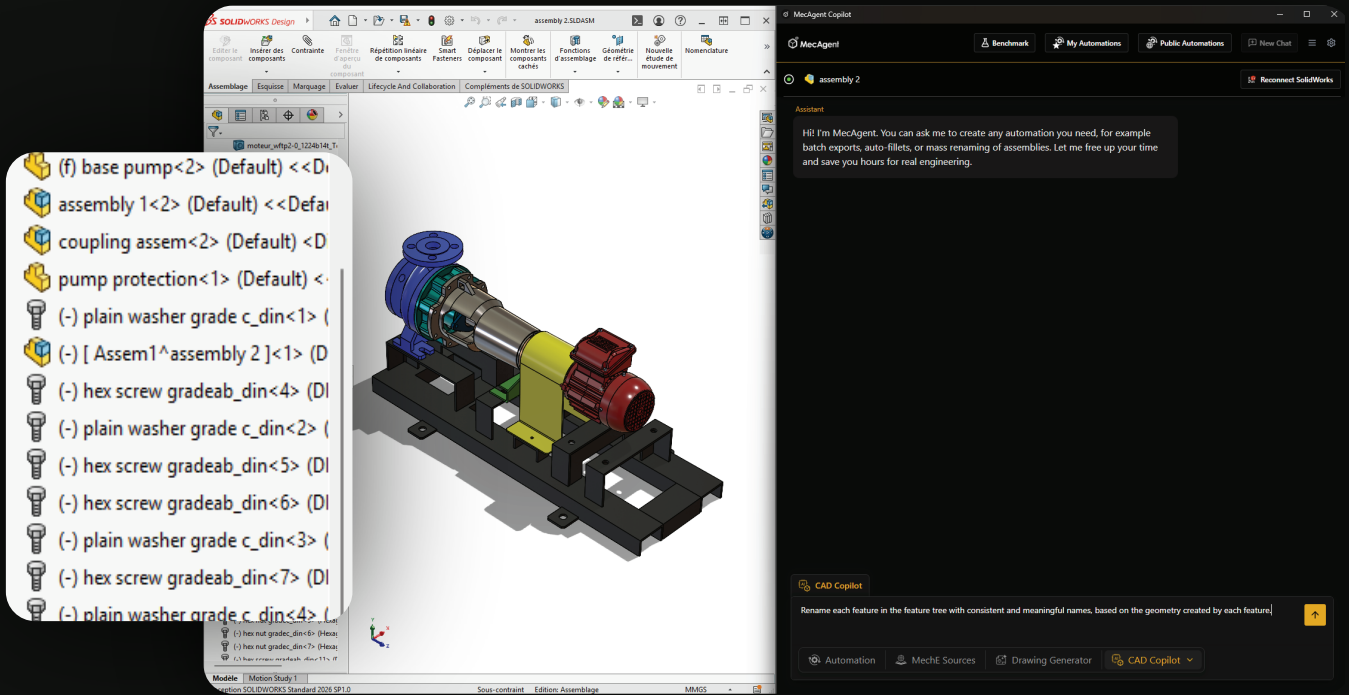 SOLIDWORKS Design
assembly 2.SLDASM
Editer le composant
Insérer des composants
Contrainte
Fenêtre d'aperçu du composant
Répétition linéaire de composants
Smart Fasteners
Déplacer le composant
Montrer les composants cachés
Fonctions d'assemblage
Géométrie de référ...
Nouvelle étude de mouvement
Nomenclature
Assemblage
Esquisse
Marquage
Evaluer
Lifecycle And Collaboration
Compléments de SOLIDWORKS
moteur_wftp2-0_1224b14t_T-
(f) base pump<2> (Default) <<D
assembly 1<2> (Default) <<Defau
coupling assem<2> (Default) <D
pump protection<1> (Default) <
(-) plain washer grade c_din<1> (
(-) [ Assem1^assembly 2 ]<1> (D
(-) hex screw gradeab_din<4> (DI
(-) plain washer grade c_din<2> (
(-) hex screw gradeab_din<5> (DI
(-) hex screw gradeab_din<6> (DI
(-) plain washer grade c_din<3> (
(-) hex screw gradeab_din<7> (DI
(-) plain washer grade c_din<4> (
(-) hex nut gradec_din<6> (Hexag
(-) hex nut gradec_din<7> (Hexag
Modèle
Motion Study 1
ception SOLIDWORKS Standard 2026 SP1.0
Sous-contraint
Edition: Assemblage
MMGS
Y
X
Z
MecAgent Copilot
MecAgent
Benchmark
My Automations
Public Automations
New Chat
assembly 2
Reconnect SolidWorks
Assistant
Hi! I'm MecAgent. You can ask me to create any automation you need, for example
batch exports, auto-fillets, or mass renaming of assemblies. Let me free up your time
and save you hours for real engineering.
CAD Copilot
Rename each feature in the feature tree with consistent and meaningful names, based on the geometry created by each feature.
Automation
MechE Sources
Drawing Generator
CAD Copilot